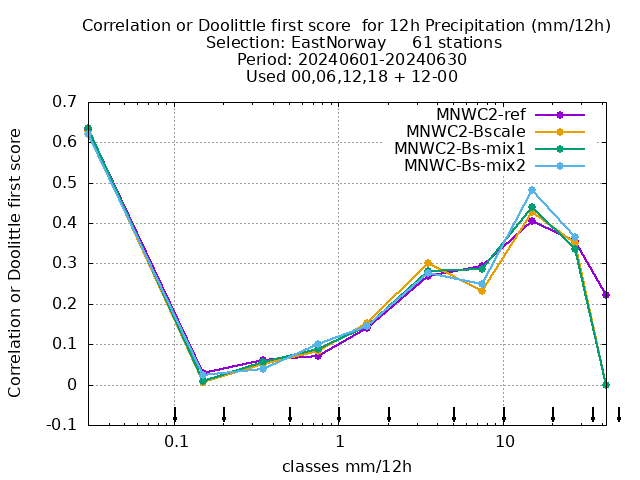 Correlation or Doolittle first score  for 12h Precipitation (mm/12h)
Selection: EastNorway     61 stations
Period: 20240601-20240630
Used 00,06,12,18 + 12-00
MNWC2-ref
MNWC2-Bscale
MNWC2-Bs-mix1
MNWC-Bs-mix2
Correlation or Doolittle first score
0.7
0.6
0.5
0.4
0.3
0.2
0.1
0
-0.1
0.1
1
10
classes mm/12h